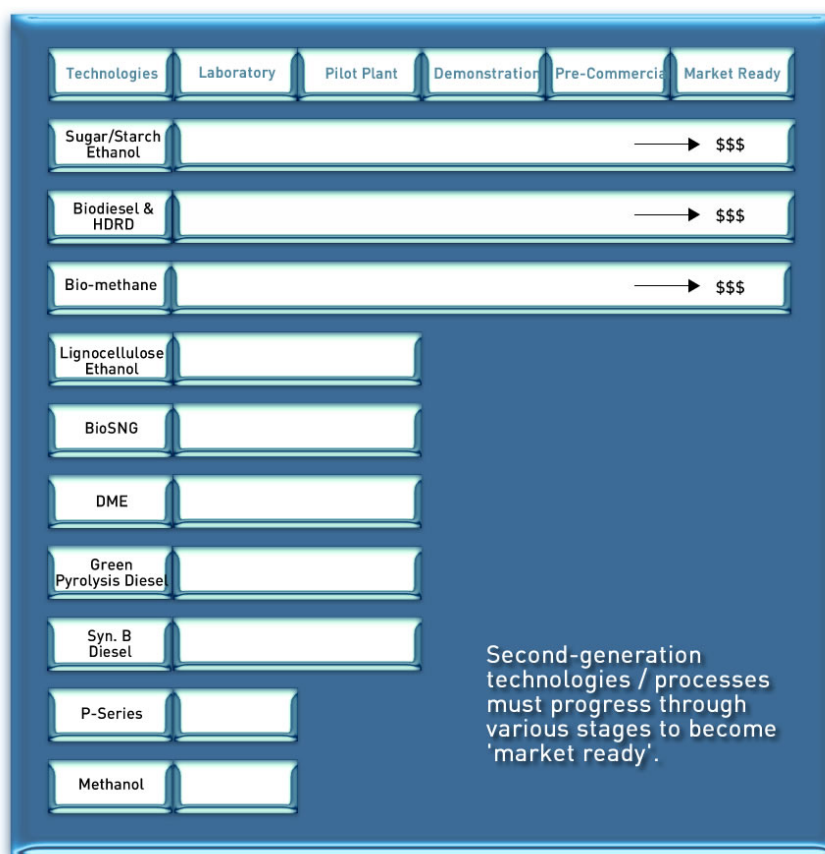 Technologies Laboratory Pilot Plant Demonstration Pre-Commercia Market Ready
Sugar/Starch
Ethanol
$$$
Biodiesel &
HDRD
$$$
Bio-methane $$$
Lignocellulose
Ethanol
BioSNG
DME
Green
Pyrolysis Diesel
Syn. B
Diesel
P-Series
Methanol
Second-generation
technologies / processes
must progress through
various stages to become
'market ready'.